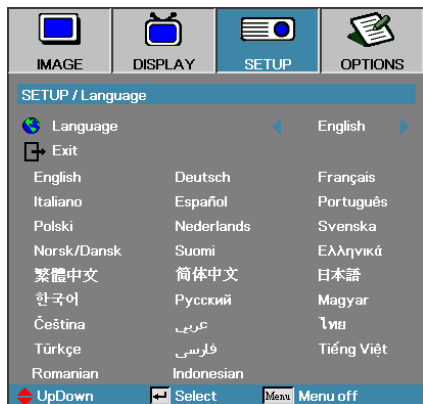 IMAGE DISPLAY SETUP OPTIONS
SETUP / Language
Language English
Exit
English Deutsch Français
Italiano Español Português
Polski Nederlands Svenska
Norsk/Dansk Suomi Ελληνικά
繁體中文 简体中文 日本語
한국어 Русский Magyar
Čeština عربي ไทย
Türkçe فارسی Tiếng Việt
Romanian Indonesian
UpDown Select Menu Menu off